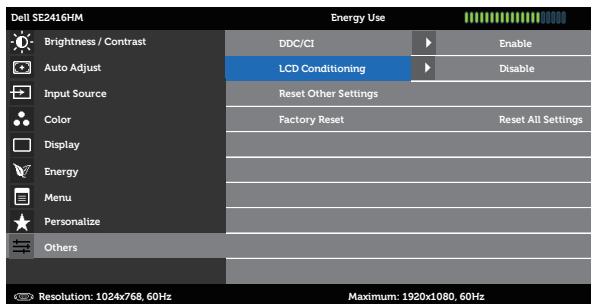 Dell SE2416HM Energy Use
Brightness / Contrast DDC/CI Enable
Auto Adjust LCD Conditioning Disable
Input Source Reset Other Settings
Color Factory Reset Reset All Settings
Display
Energy
Menu
Personalize
Others
Resolution: 1024x768, 60Hz Maximum: 1920x1080, 60Hz